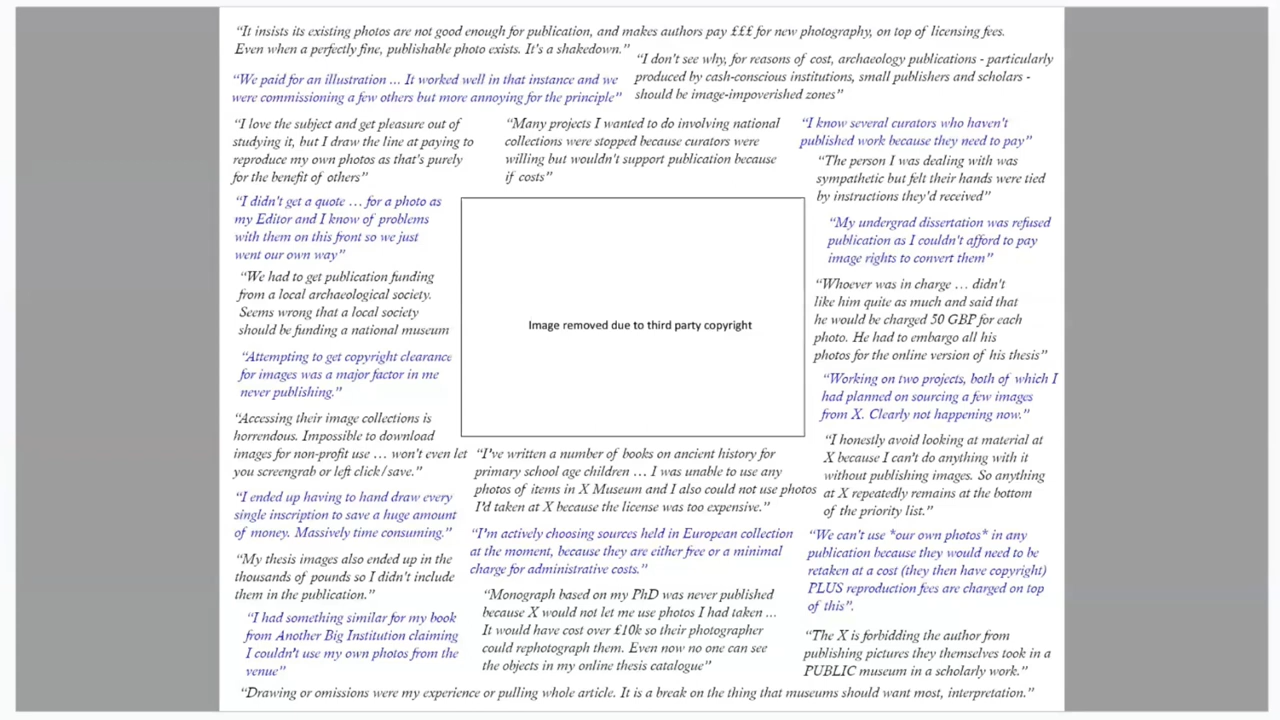 “It insists its existing photos are not good enough for publication, and makes authors pay £££ for new photography, on top of licensing fees.
Even when a perfectly fine, publishable photo exists. It's a shakedown.”
“I don't see why, for reasons of cost, archaeology publications - particularly
produced by cash-conscious institutions, small publishers and scholars -
should be image-impoverished zones”
“We paid for an illustration ... It worked well in that instance and we
were commissioning a few others but more annoying for the principle”
“I love the subject and get pleasure out of
studying it, but I draw the line at paying to
reproduce my own photos as that's purely
for the benefit of others”
“Many projects I wanted to do involving national
collections were stopped because curators were
willing but wouldn't support publication because
if costs”
“I know several curators who haven't
published work because they need to pay”
“The person I was dealing with was
sympathetic but felt their hands were tied
by instructions they'd received”
“I didn't get a quote ... for a photo as
my Editor and I know of problems
with them on this front so we just
went our own way”
“My undergrad dissertation was refused
publication as I couldn't afford to pay
image rights to convert them”
“We had to get publication funding
from a local archaeological society.
Seems wrong that a local society
should be funding a national museum
Image removed due to third party copyright
“Whoever was in charge ... didn't
like him quite as much and said that
he would be charged 50 GBP for each
photo. He had to embargo all his
photos for the online version of his thesis”
“Attempting to get copyright clearance
for images was a major factor in me
never publishing.”
“Working on two projects, both of which I
had planned on sourcing a few images
from X. Clearly not happening now.”
“Accessing their image collections is
horrendous. Impossible to download
images for non-profit use ... won't even let
you screengrab or left click/save.”
“I've written a number of books on ancient history for
primary school age children ... I was unable to use any
photos of items in X Museum and I also could not use photos
I'd taken at X because the license was too expensive.”
“I honestly avoid looking at material at
X because I can't do anything with it
without publishing images. So anything
at X repeatedly remains at the bottom
of the priority list.”
“I ended up having to hand draw every
single inscription to save a huge amount
of money. Massively time consuming.”
“I'm actively choosing sources held in European collection
at the moment, because they are either free or a minimal
charge for administrative costs.”
“We can't use *our own photos* in any
publication because they would need to be
retaken at a cost (they then have copyright)
PLUS reproduction fees are charged on top
of this”.
“My thesis images also ended up in the
thousands of pounds so I didn't include
them in the publication.”
“Monograph based on my PhD was never published
because X would not let me use photos I had taken ...
It would have cost over £10k so their photographer
could rephotograph them. Even now no one can see
the objects in my online thesis catalogue”
“I had something similar for my book
from Another Big Institution claiming
I couldn't use my own photos from the
venue”
“The X is forbidding the author from
publishing pictures they themselves took in a
PUBLIC museum in a scholarly work.”
“Drawing or omissions were my experience or pulling whole article. It is a break on the thing that museums should want most, interpretation.”